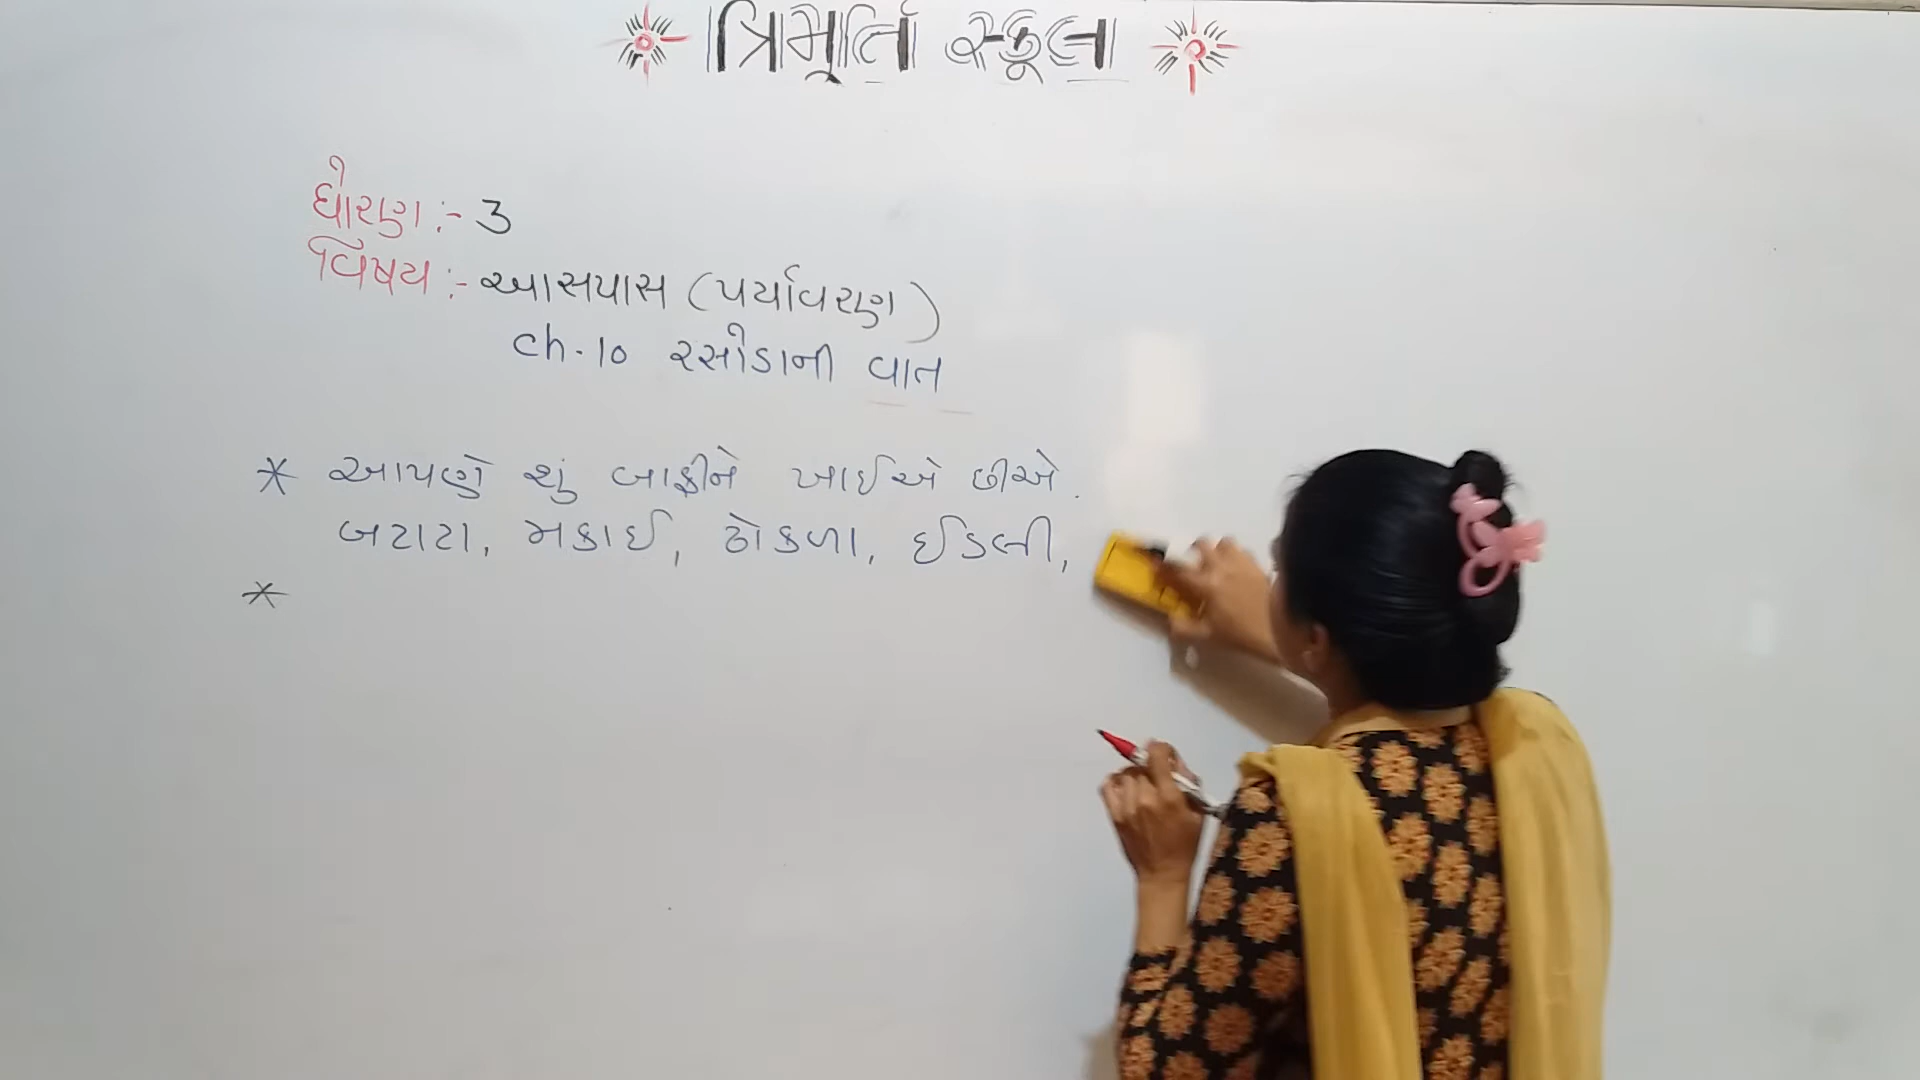 ત્રિમૂર્તિ સ્કૂલ
ધોરણ :- 3
વિષય :- આસપાસ (પર્યાવરણ)
ch-10 રસોડાની વાત
* આપણે શું બાફીને ખાઈએ છીએ.
બટાટા, મકાઈ, ઢોકળા, ઈડલી,
*